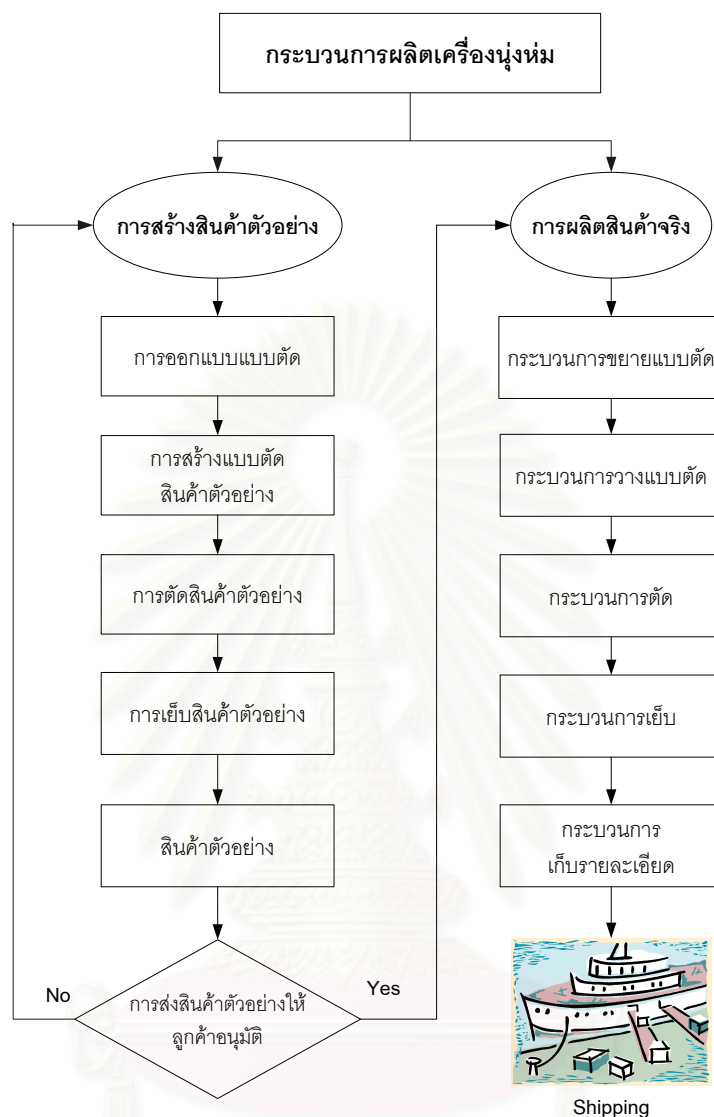 กระบวนการผลิตเครื่องนุ่งห่ม
การสร้างสินค้าตัวอย่าง
การออกแบบแบบตัด
การสร้างแบบตัด
สินค้าตัวอย่าง
การตัดสินค้าตัวอย่าง
การเย็บสินค้าตัวอย่าง
สินค้าตัวอย่าง
การส่งสินค้าตัวอย่างให้
ลูกค้าอนุมัติ
No
Yes
การผลิตสินค้าจริง
กระบวนการขยายแบบตัด
กระบวนการวางแบบตัด
กระบวนการตัด
กระบวนการเย็บ
กระบวนการ
เก็บรายละเอียด
Shipping